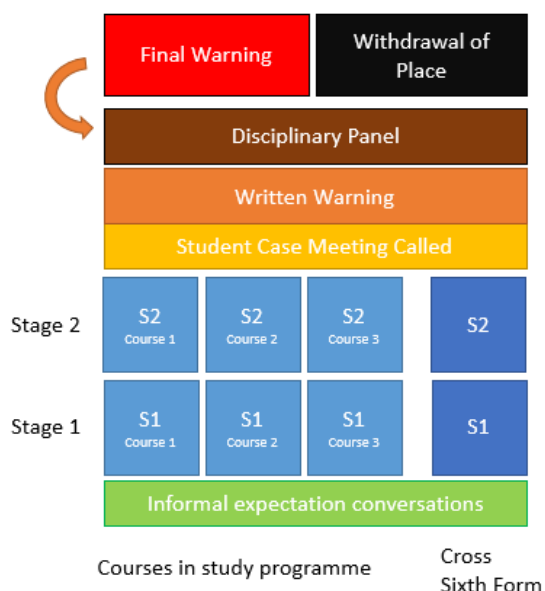 Final Warning
Withdrawal of
Place
Disciplinary Panel
Written Warning
Student Case Meeting Called
Stage 2
S2
Course 1
S2
Course 2
S2
Course 3
S2
Stage 1
S1
Course 1
S1
Course 2
S1
Course 3
S1
Informal expectation conversations
Courses in study programme
Cross
Sixth Form